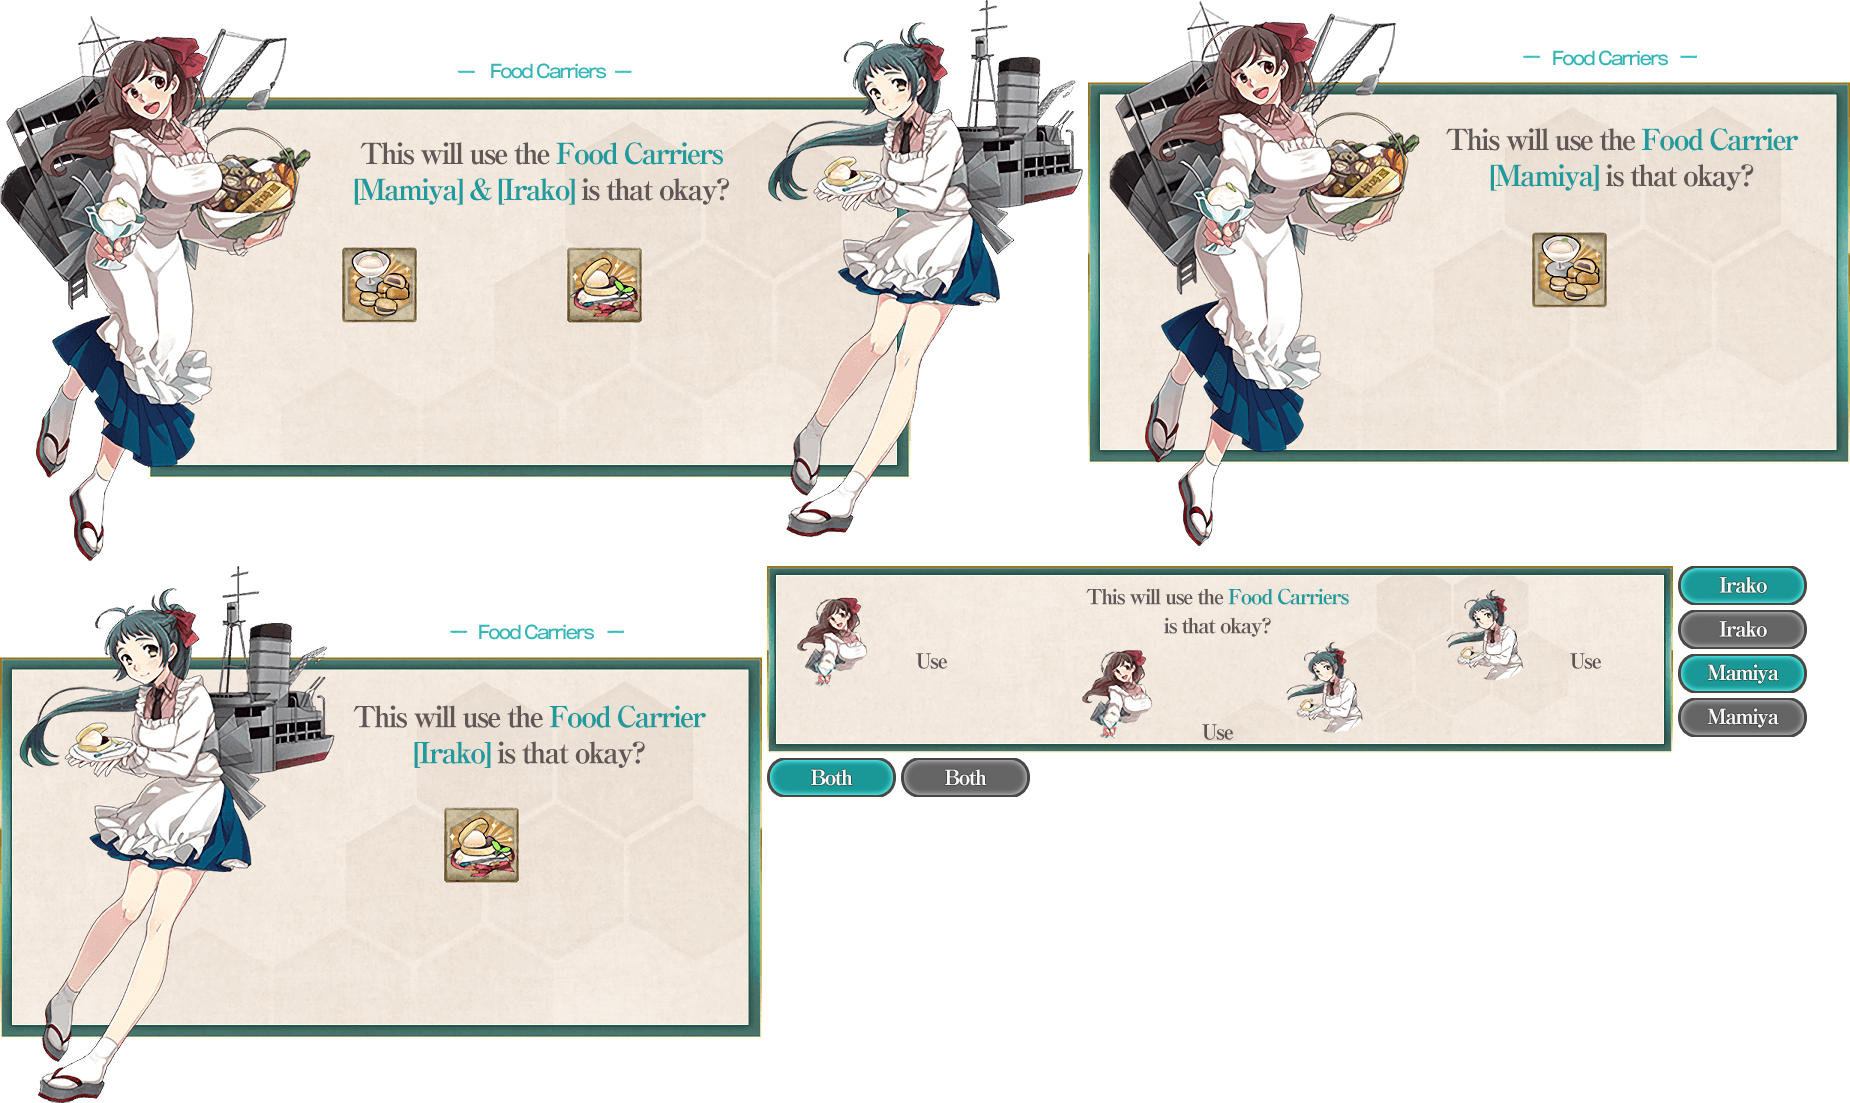 — Food Carriers —
This will use the Food Carriers
[Mamiya] & [Irako] is that okay?
— Food Carriers —
This will use the Food Carrier
[Mamiya] is that okay?
— Food Carriers —
This will use the Food Carrier
[Irako] is that okay?
This will use the Food Carriers
is that okay?
Use
Use
Use
Irako
Irako
Mamiya
Mamiya
Both
Both